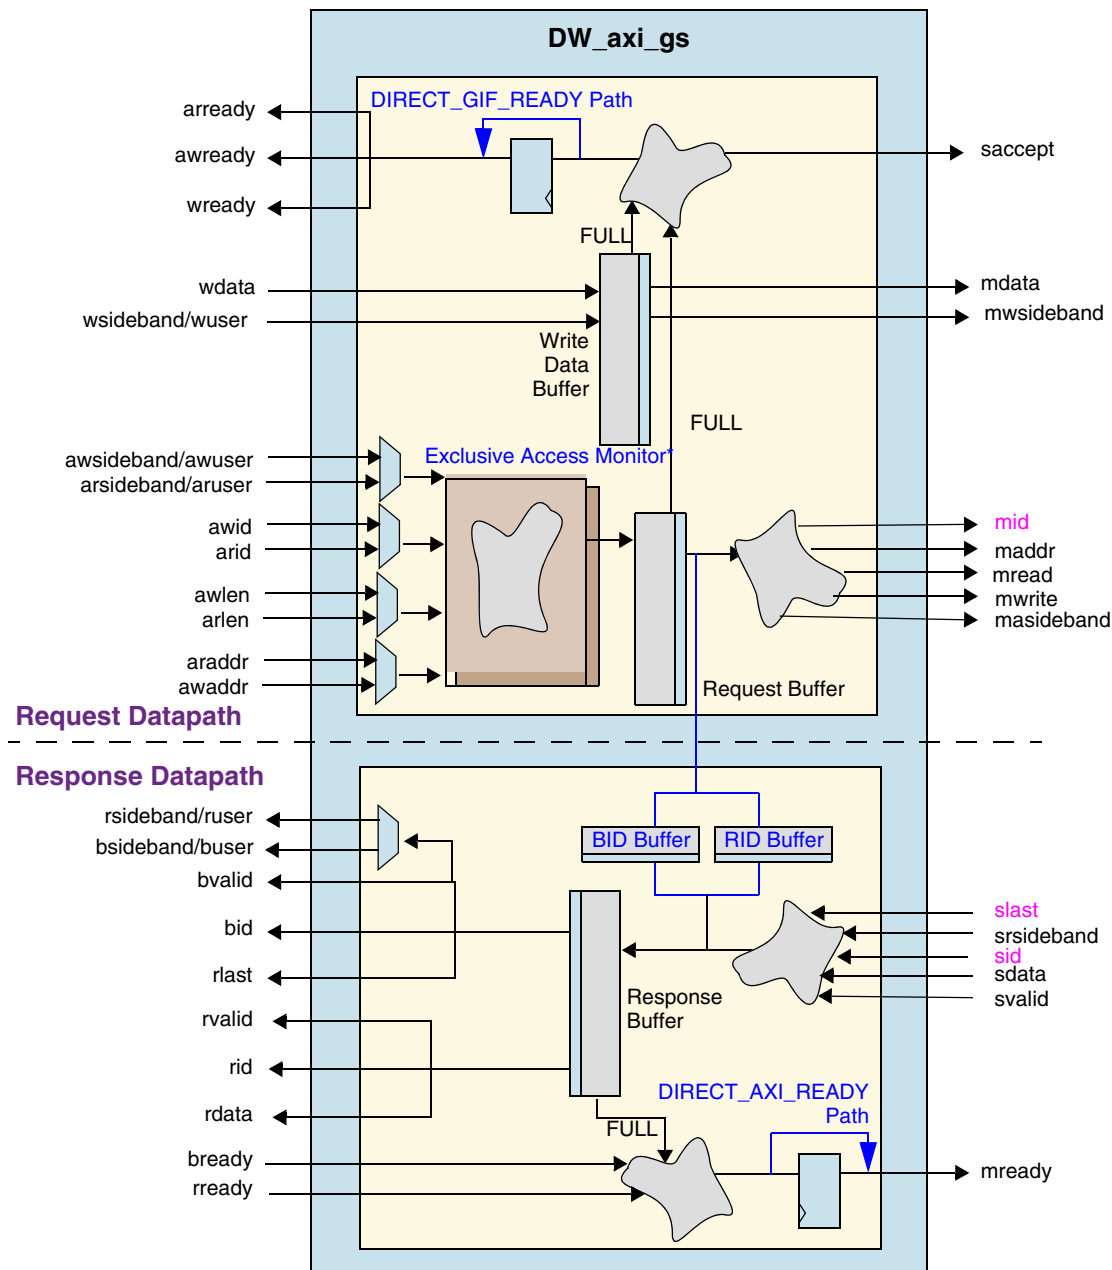 DW_axi_gs
DIRECT_GIF_READY Path
arready
awready
wready
saccept
FULL
wdata
wsideband/wuser
mdata
mwsideband
Write
Data
Buffer
FULL
Exclusive Access Monitor*
awsideband/awuser
arsideband/aruser
awid
arid
awlen
arlen
araddr
awaddr
mid
maddr
mread
mwrite
masideband
Request Buffer
Request Datapath
Response Datapath
rsideband/ruser
bsideband/buser
bvalid
bid
rlast
rvalid
rid
rdata
BID Buffer
RID Buffer
slast
srsideband
sid
sdata
svalid
Response
Buffer
DIRECT_AXI_READY
Path
FULL
bready
rready
mready